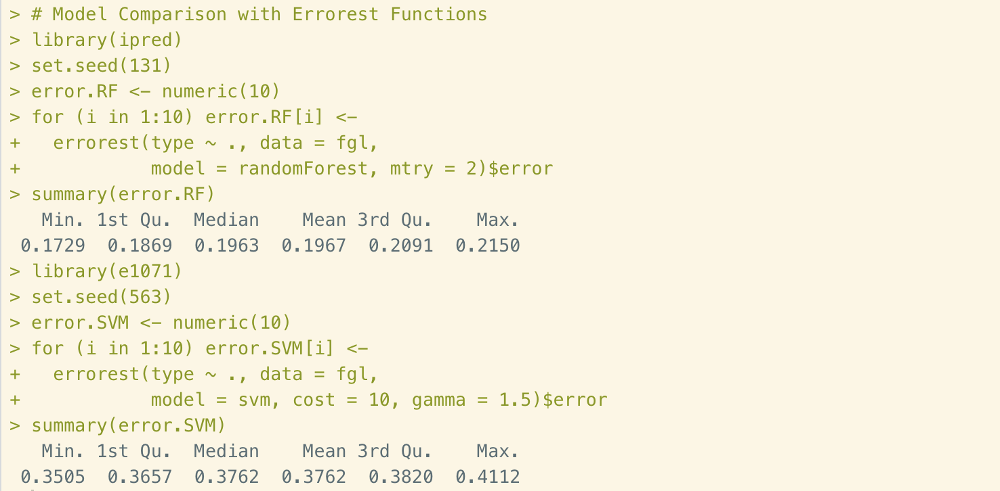 > # Model Comparison with Errorest Functions
> library(ipred)
> set.seed(131)
> error.RF <- numeric(10)
> for (i in 1:10) error.RF[i] <-
+   errorest(type ~ ., data = fgl,
+            model = randomForest, mtry = 2)$error
> summary(error.RF)
   Min. 1st Qu.  Median    Mean 3rd Qu.    Max.
 0.1729  0.1869  0.1963  0.1967  0.2091  0.2150
> library(e1071)
> set.seed(563)
> error.SVM <- numeric(10)
> for (i in 1:10) error.SVM[i] <-
+   errorest(type ~ ., data = fgl,
+            model = svm, cost = 10, gamma = 1.5)$error
> summary(error.SVM)
   Min. 1st Qu.  Median    Mean 3rd Qu.    Max.
 0.3505  0.3657  0.3762  0.3762  0.3820  0.4112